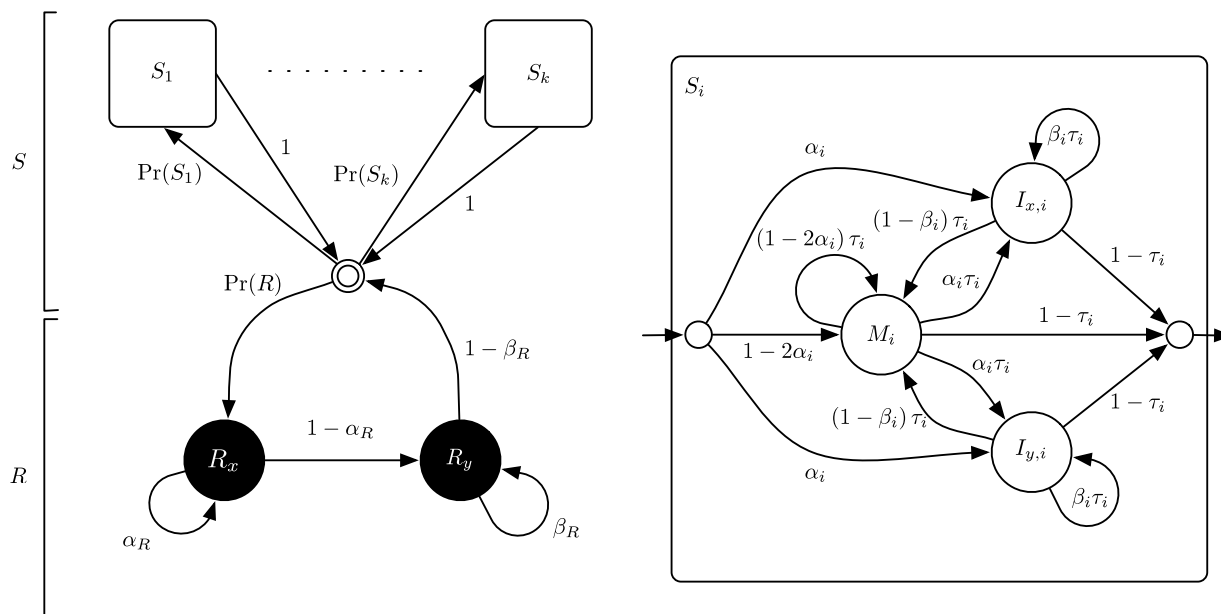 S_1
S_k
S
Pr(S_1)
1
Pr(S_k)
1
Pr(R)
1 − β_R
R
R_x
1 − α_R
R_y
α_R
β_R
S_i
α_i
β_iτ_i
I_{x,i}
(1 − β_i) τ_i
(1 − 2α_i) τ_i
1 − τ_i
α_iτ_i
M_i
1 − τ_i
1 − 2α_i
α_iτ_i
1 − τ_i
(1 − β_i) τ_i
I_{y,i}
α_i
β_iτ_i